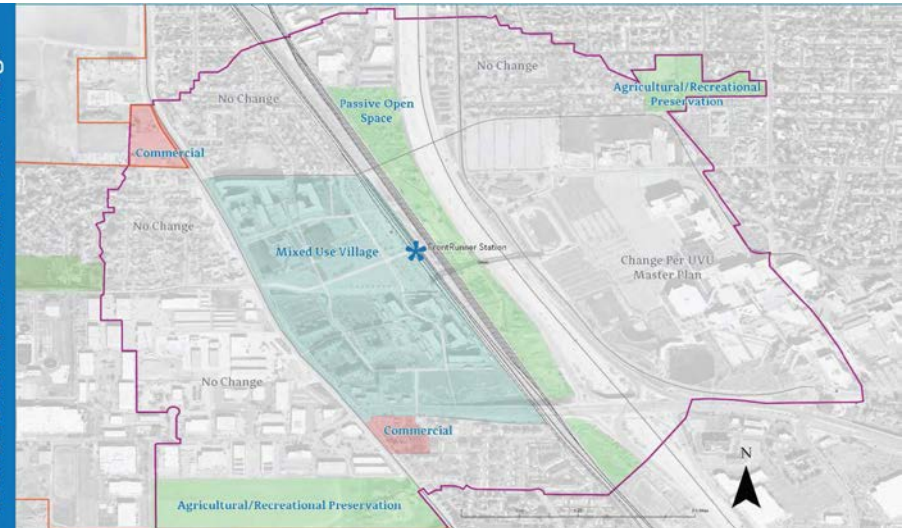 No Change
Agricultural/Recreational
Preservation
No Change
Passive Open
Space
Commercial
No Change
Mixed Use Village
FrontRunner Station
Change Per UVU
Master Plan
No Change
Commercial
N
Agricultural/Recreational Preservation